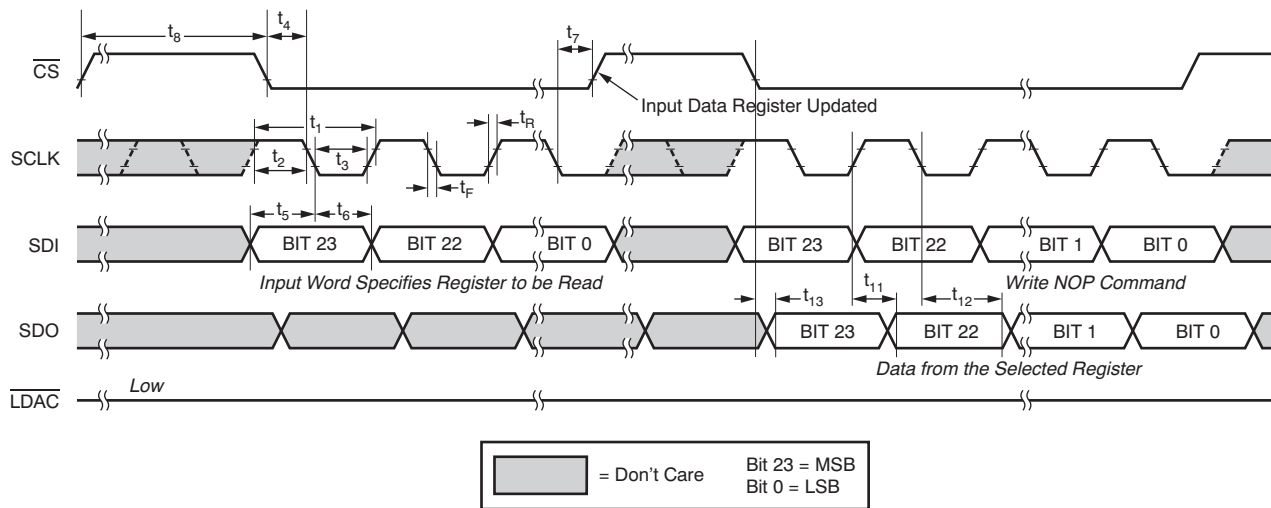 t8
t4
t7
CS
Input Data Register Updated
t1
tR
SCLK
t2
t3
tF
t5
t6
SDI
BIT 23
BIT 22
BIT 0
BIT 23
BIT 22
BIT 1
BIT 0
Input Word Specifies Register to be Read
Write NOP Command
t13
t11
t12
SDO
BIT 23
BIT 22
BIT 1
BIT 0
Data from the Selected Register
Low
LDAC
= Don't Care
Bit 23 = MSB
Bit 0 = LSB